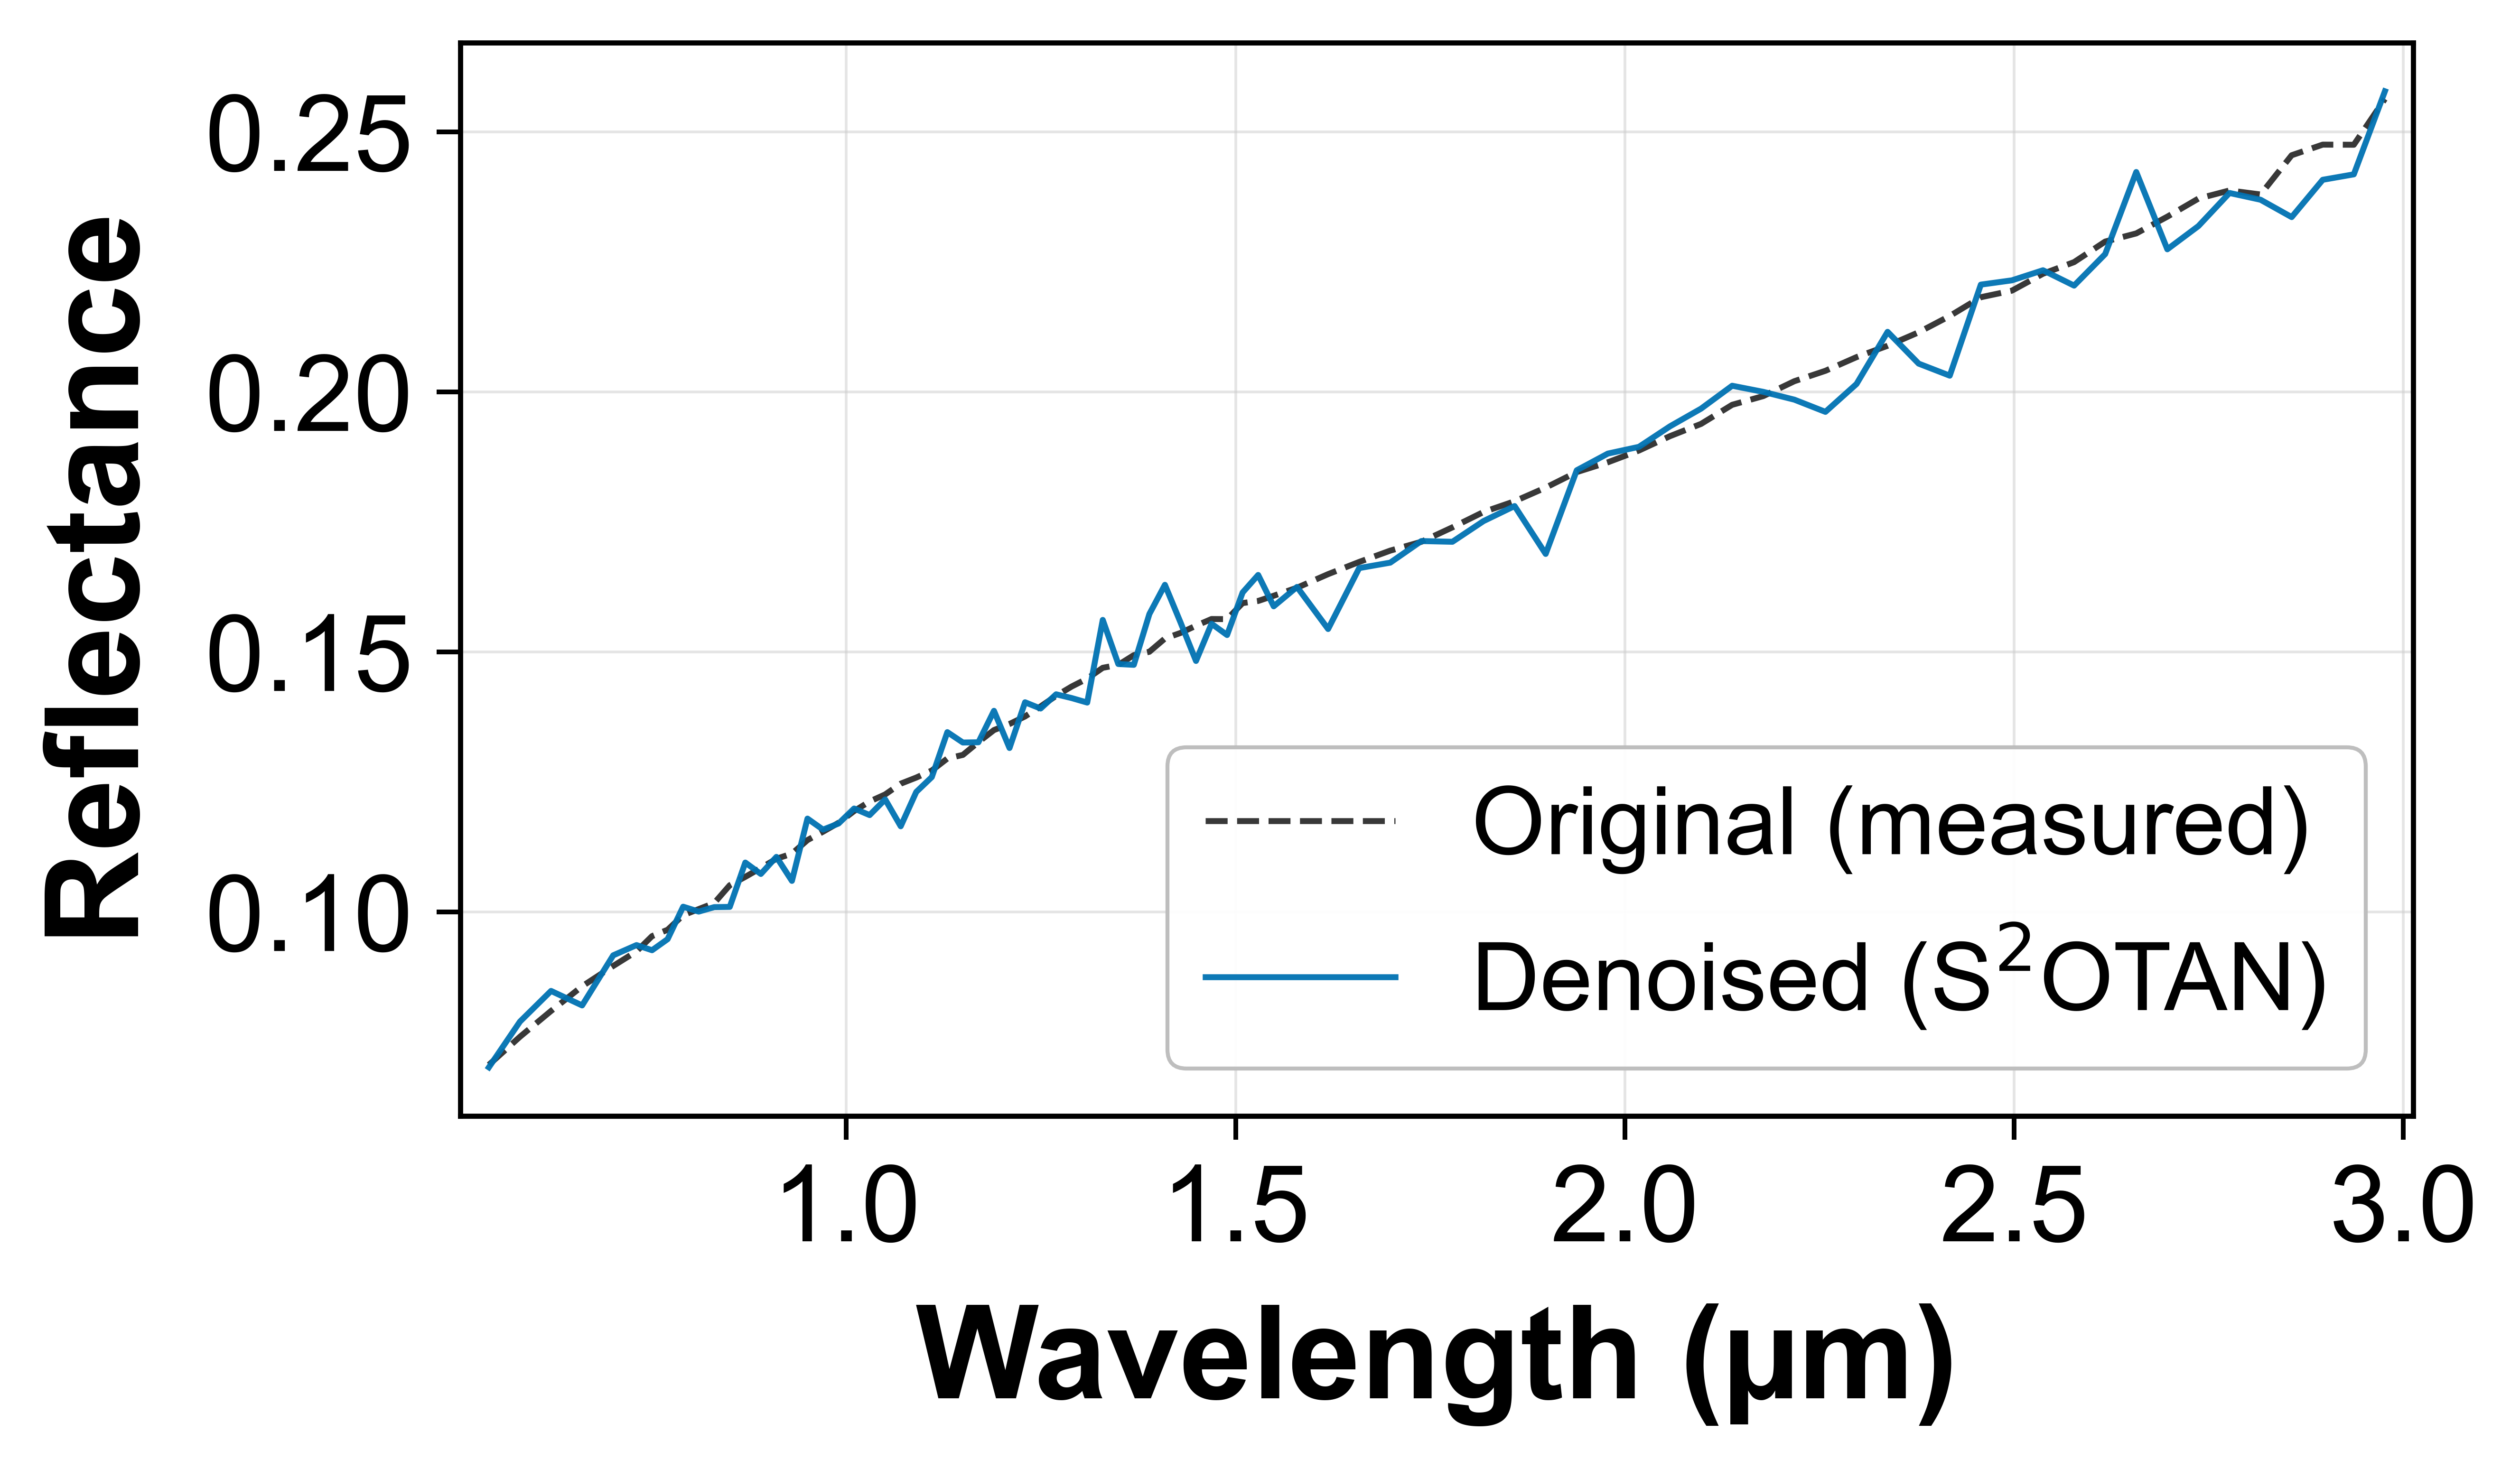 Reflectance
0.25
0.20
0.15
0.10
Original (measured)
Denoised (S²OTAN)
1.0 1.5 2.0 2.5 3.0
Wavelength (μm)